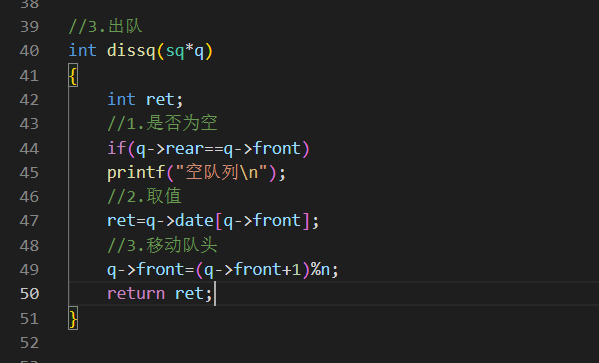 38
39 //3.出队
40 int dissq(sq*q)
41 {
42     int ret;
43     //1.是否为空
44     if(q->rear==q->front)
45     printf("空队列\n");
46     //2.取值
47     ret=q->date[q->front];
48     //3.移动队头
49     q->front=(q->front+1)%n;
50     return ret;
51 }
52